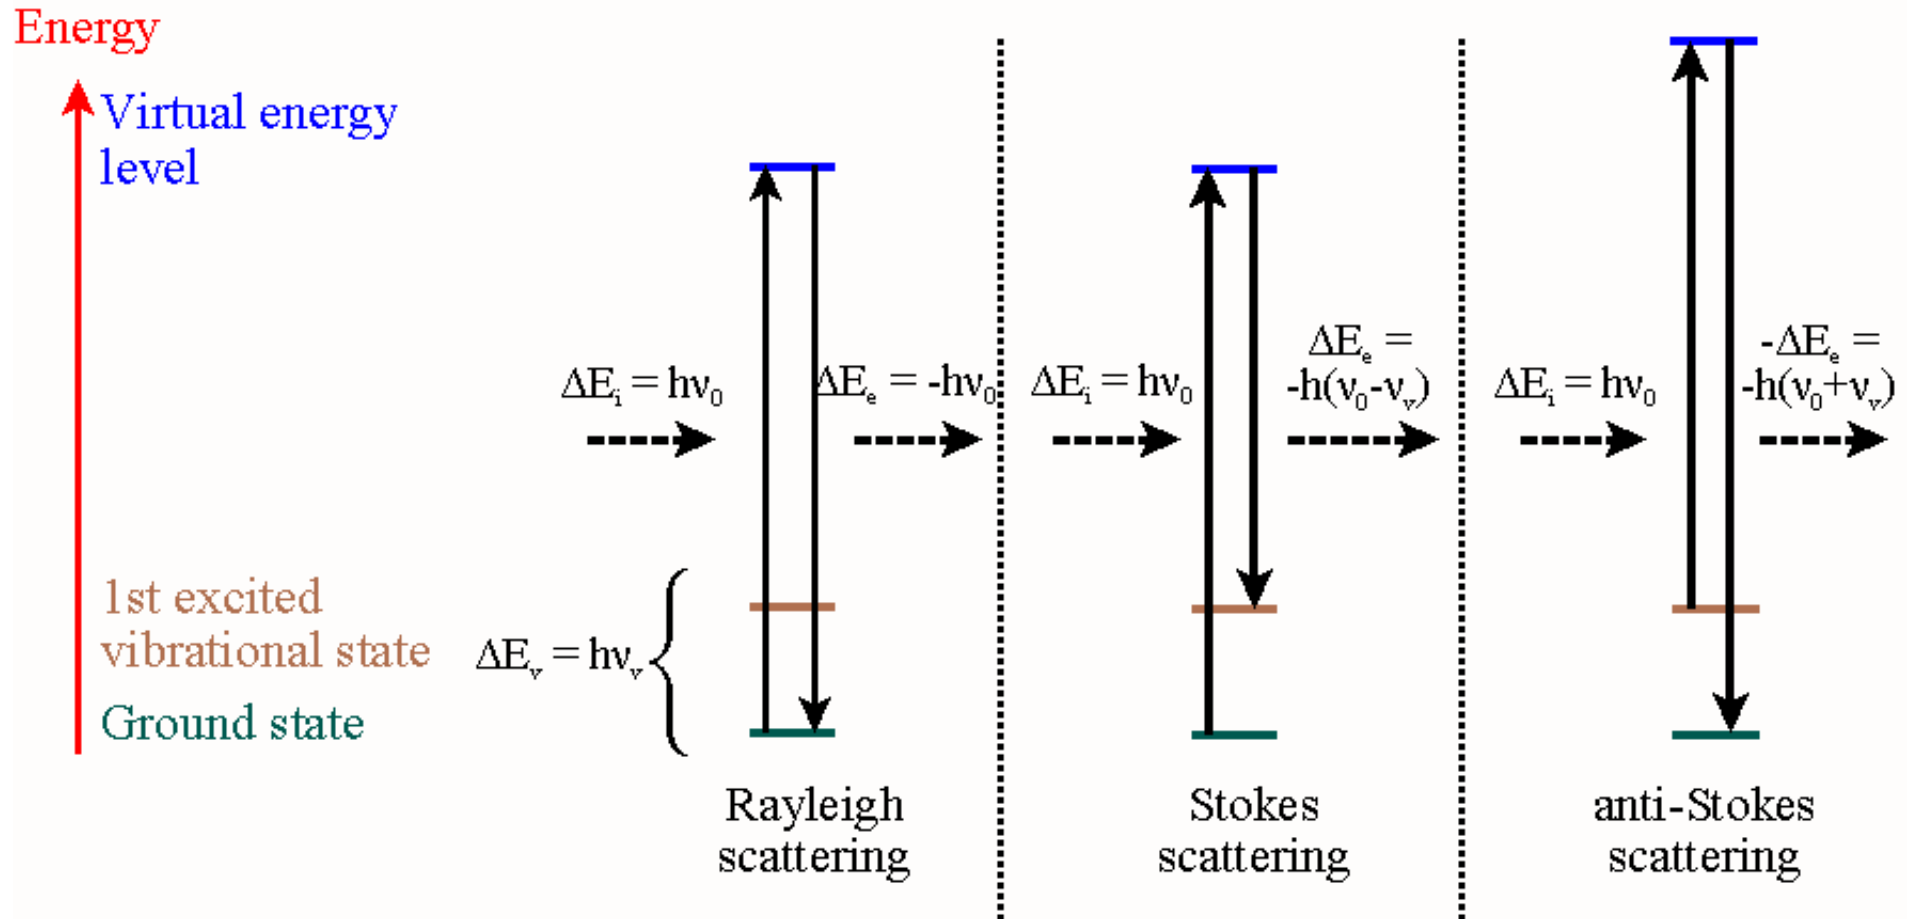 Energy
Virtual energy
level
ΔEᵢ = hν₀
ΔEₑ = -hν₀
ΔEᵢ = hν₀
ΔEₑ =
-h(ν₀-νᵥ)
ΔEᵢ = hν₀
-ΔEₑ =
-h(ν₀+νᵥ)
1st excited
vibrational state
ΔEᵥ = hνᵥ
Ground state
Rayleigh
scattering
Stokes
scattering
anti-Stokes
scattering